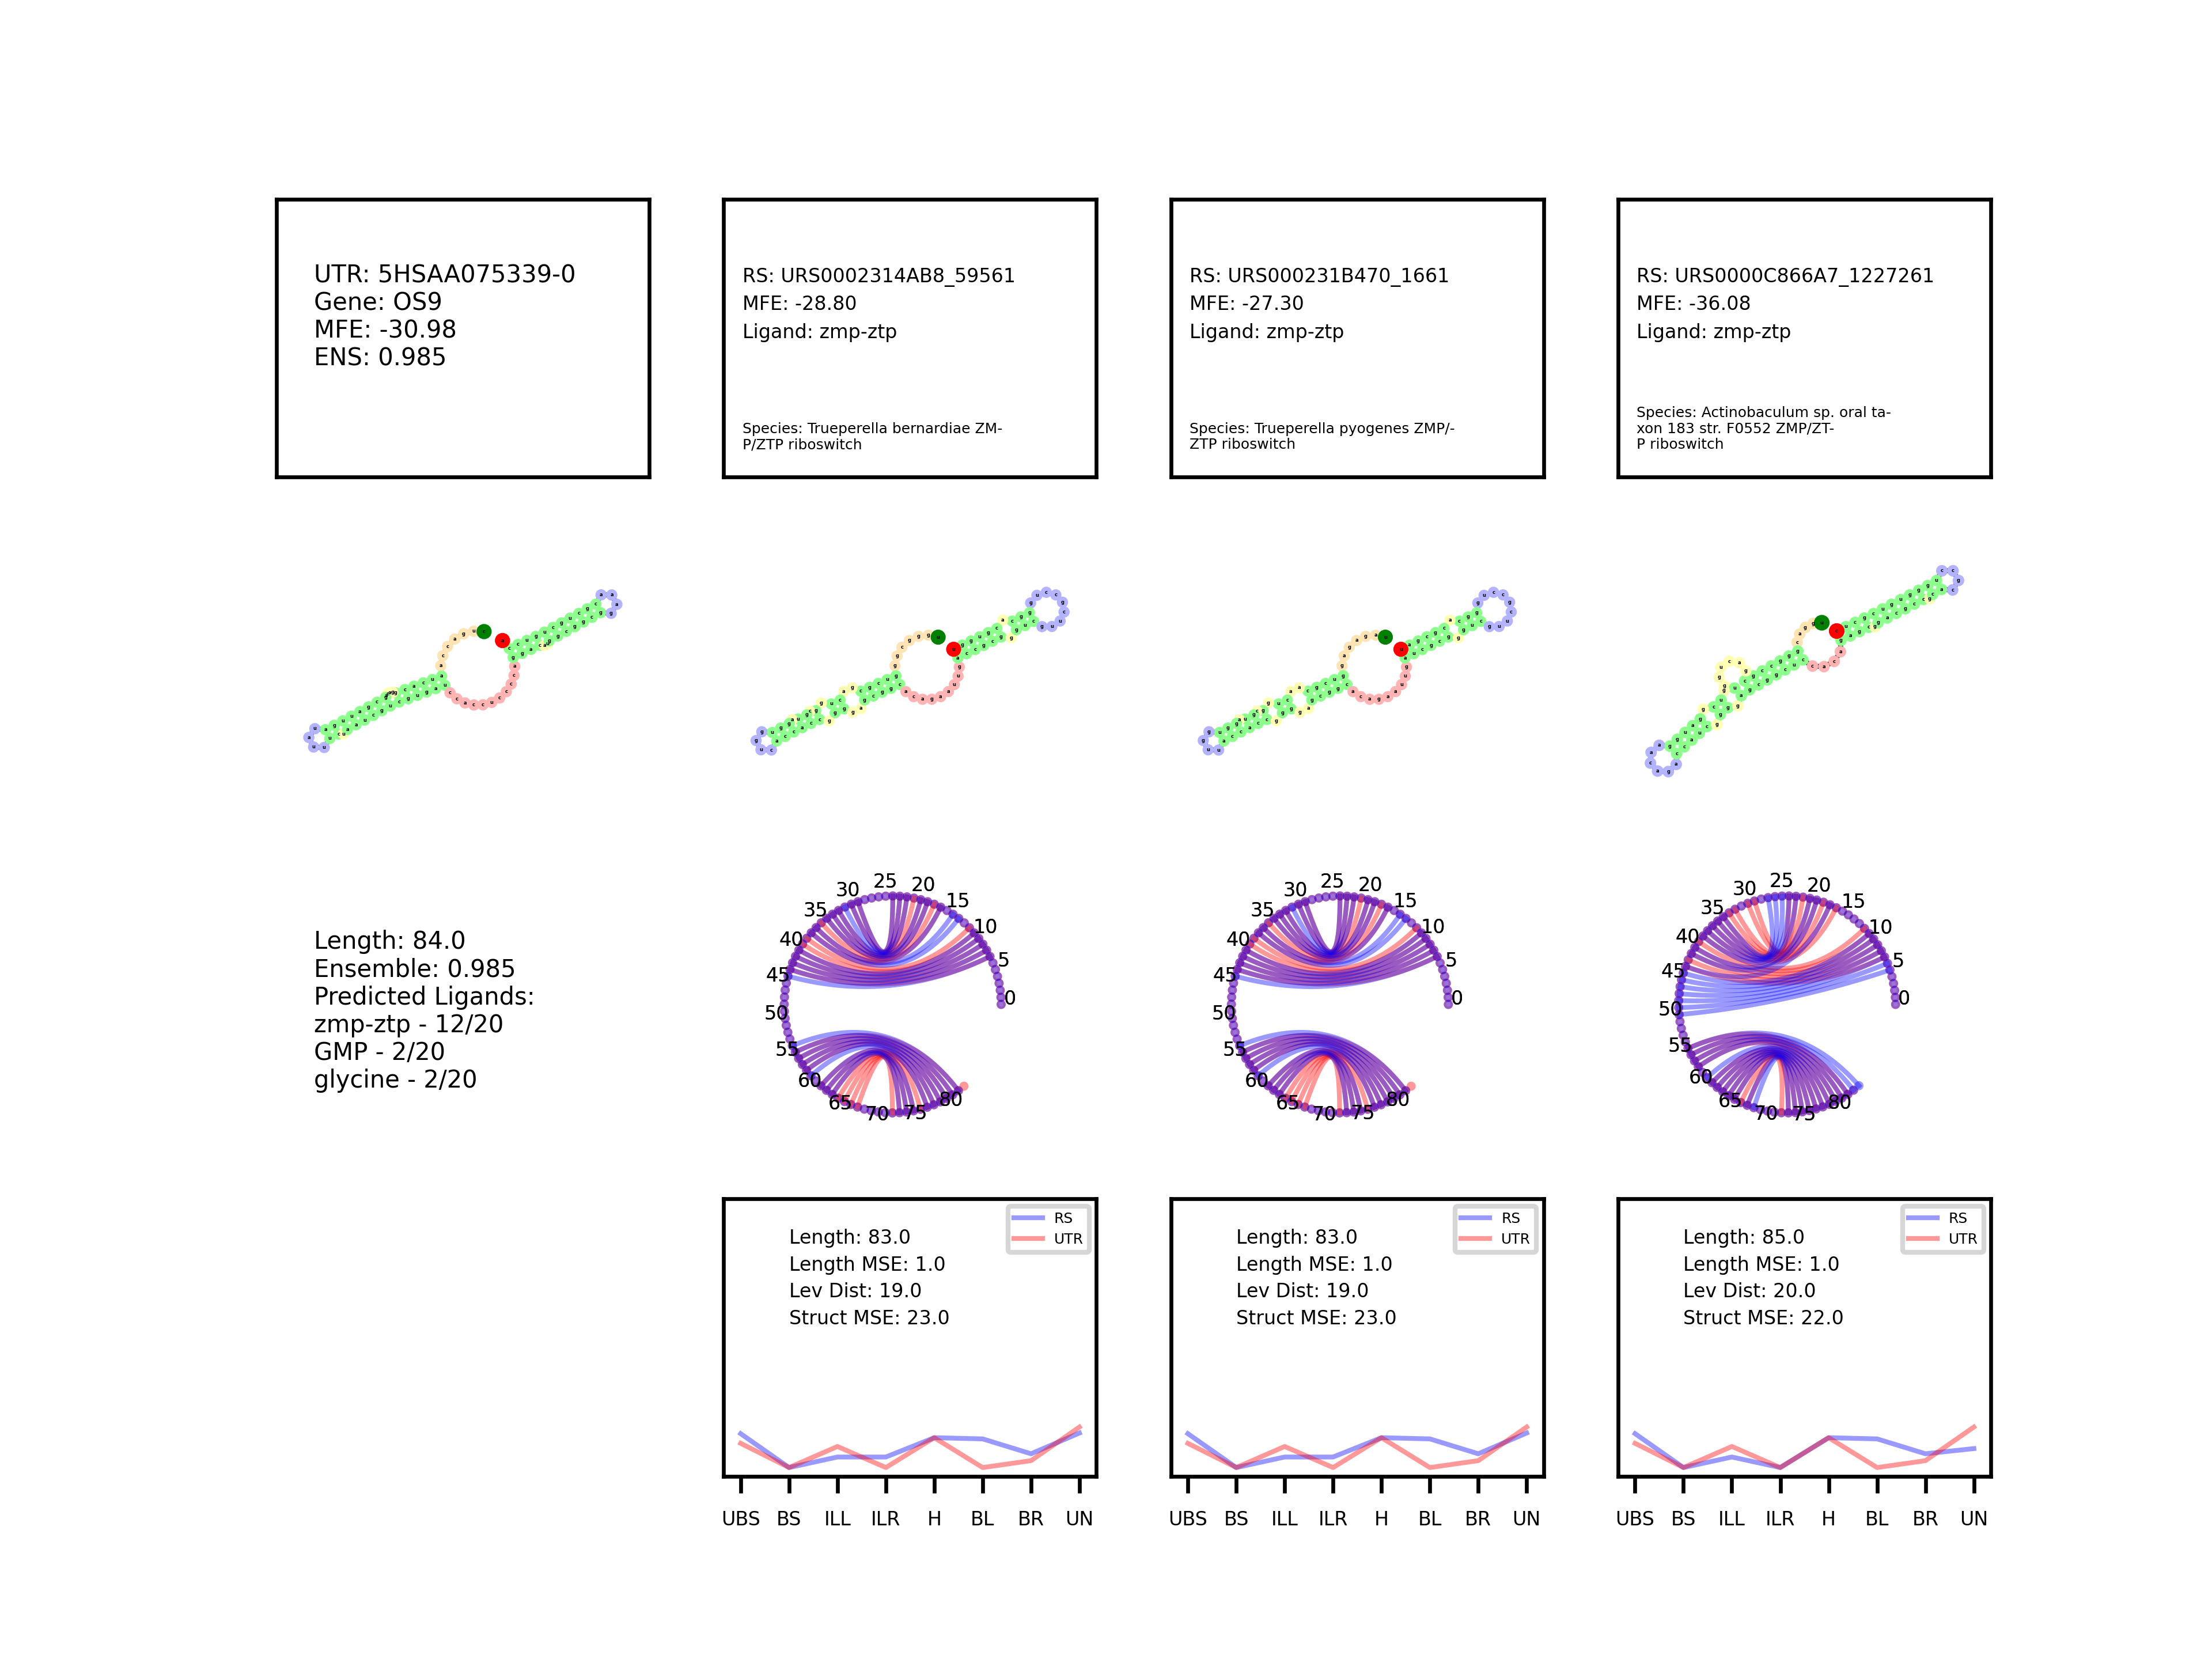 UTR: 5HSAA075339-0
Gene: OS9
MFE: -30.98
ENS: 0.985
RS: URS0002314AB8_59561
MFE: -28.80
Ligand: zmp-ztp
Species: Trueperella bernardiae ZM-
P/ZTP riboswitch
RS: URS000231B470_1661
MFE: -27.30
Ligand: zmp-ztp
Species: Trueperella pyogenes ZMP/-
ZTP riboswitch
RS: URS0000C866A7_1227261
MFE: -36.08
Ligand: zmp-ztp
Species: Actinobaculum sp. oral ta-
xon 183 str. F0552 ZMP/ZT-
P riboswitch
Length: 84.0
Ensemble: 0.985
Predicted Ligands:
zmp-ztp - 12/20
GMP - 2/20
glycine - 2/20
0 5 10 15 20 25 30 35 40 45 50 55 60 65 70 75 80
0 5 10 15 20 25 30 35 40 45 50 55 60 65 70 75 80
0 5 10 15 20 25 30 35 40 45 50 55 60 65 70 75 80
RS
UTR
Length: 83.0
Length MSE: 1.0
Lev Dist: 19.0
Struct MSE: 23.0
UBS BS ILL ILR H BL BR UN
RS
UTR
Length: 83.0
Length MSE: 1.0
Lev Dist: 19.0
Struct MSE: 23.0
UBS BS ILL ILR H BL BR UN
RS
UTR
Length: 85.0
Length MSE: 1.0
Lev Dist: 20.0
Struct MSE: 22.0
UBS BS ILL ILR H BL BR UN